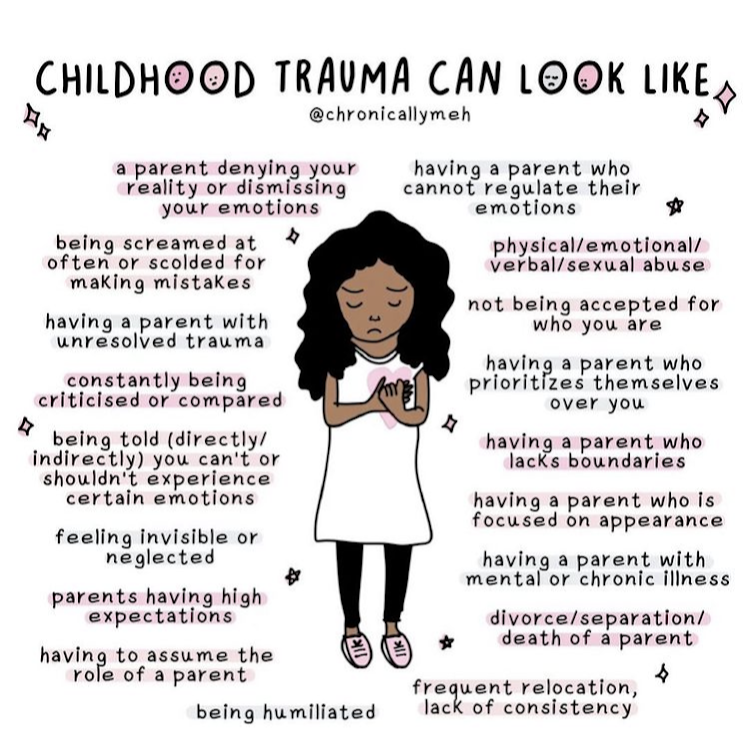 CHILDHOOD TRAUMA CAN LOOK LIKE
@chronicallymeh
a parent denying your
reality or dismissing
your emotions
being screamed at
often or scolded for
making mistakes
having a parent with
unresolved trauma
constantly being
criticised or compared
being told (directly/
indirectly) you can't or
shouldn't experience
certain emotions
feeling invisible or
neglected
parents having high
expectations
having to assume the
role of a parent
being humiliated
having a parent who
cannot regulate their
emotions
physical/emotional/
verbal/sexual abuse
not being accepted for
who you are
having a parent who
prioritizes themselves
over you
having a parent who
lacks boundaries
having a parent who is
focused on appearance
having a parent with
mental or chronic illness
divorce/separation/
death of a parent
frequent relocation,
lack of consistency